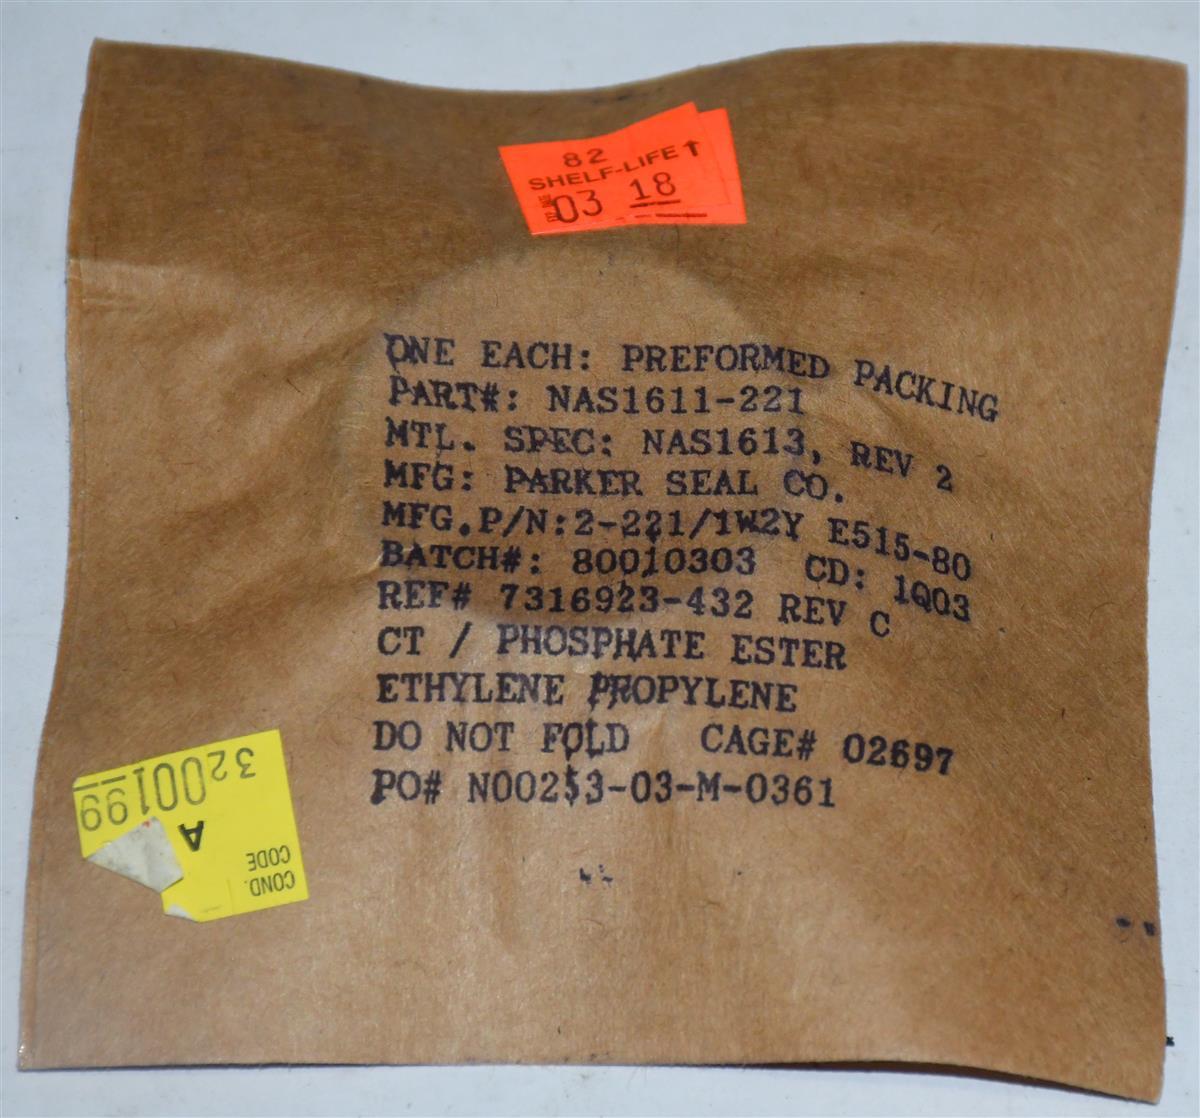 82
SHELF-LIFE ↑
EXP. DATE 03 18
ONE EACH: PREFORMED PACKING
PART#: NAS1611-221
MTL. SPEC: NAS1613, REV 2
MFG: PARKER SEAL CO.
MFG.P/N:2-221/1W2Y E515-80
BATCH#: 80010303 CD: 1Q03
REF# 7316923-432 REV C
CT / PHOSPHATE ESTER
ETHYLENE PROPYLENE
DO NOT FOLD CAGE# 02697
PO# N00253-03-M-0361
COND.
CODE
A
3200199